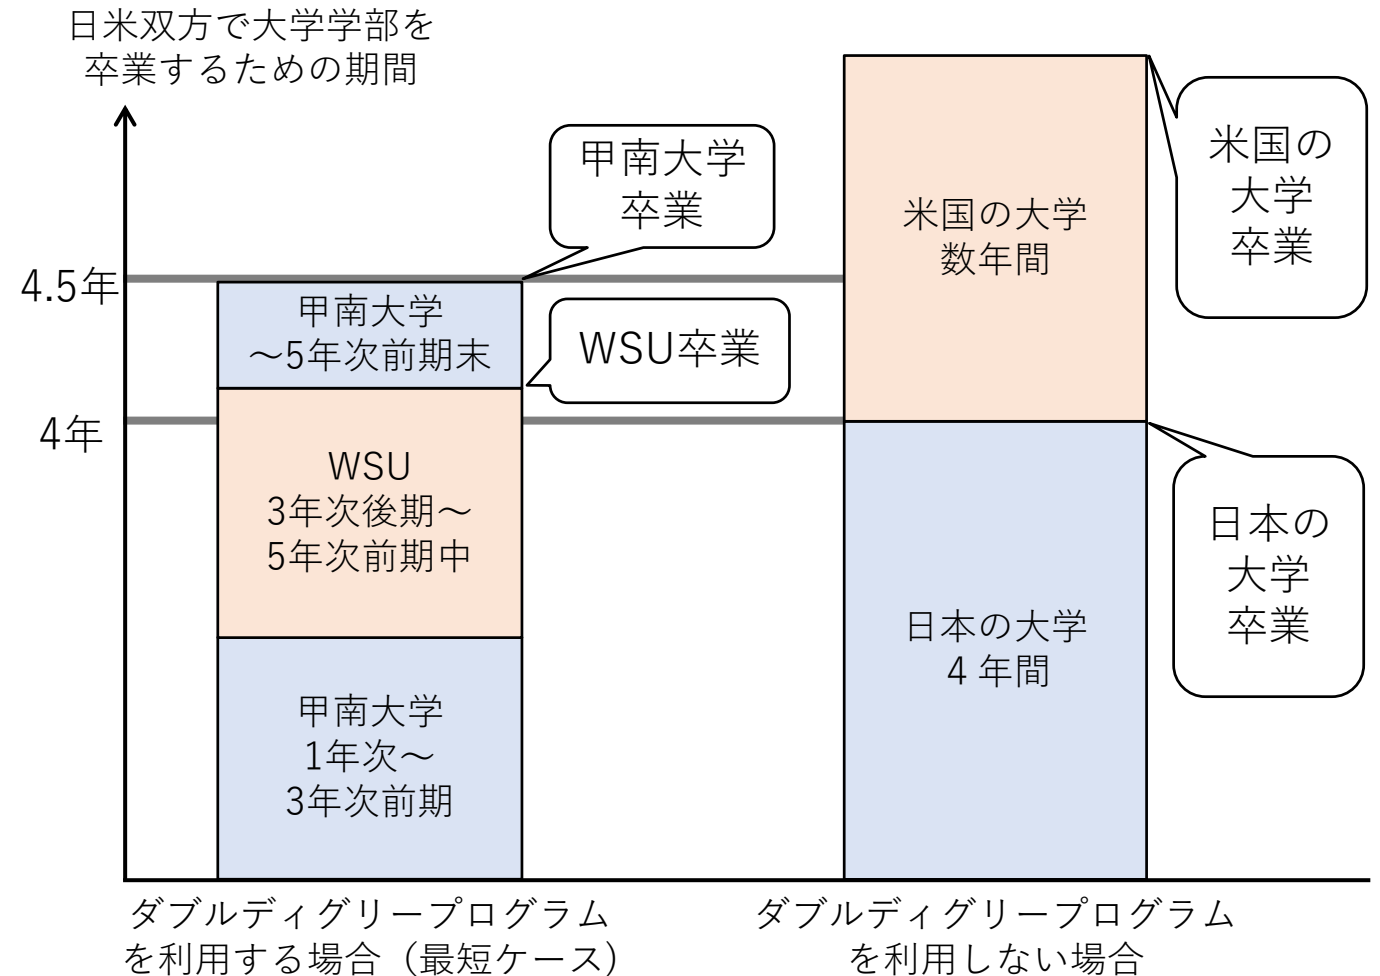 日米双方で大学学部を
卒業するための期間
4.5年
4年
甲南大学
卒業
甲南大学
～5年次前期末
WSU卒業
WSU
3年次後期～
5年次前期中
甲南大学
1年次～
3年次前期
米国の大学
数年間
米国の
大学
卒業
日本の大学
4 年間
日本の
大学
卒業
ダブルディグリープログラム
を利用する場合（最短ケース）
ダブルディグリープログラム
を利用しない場合